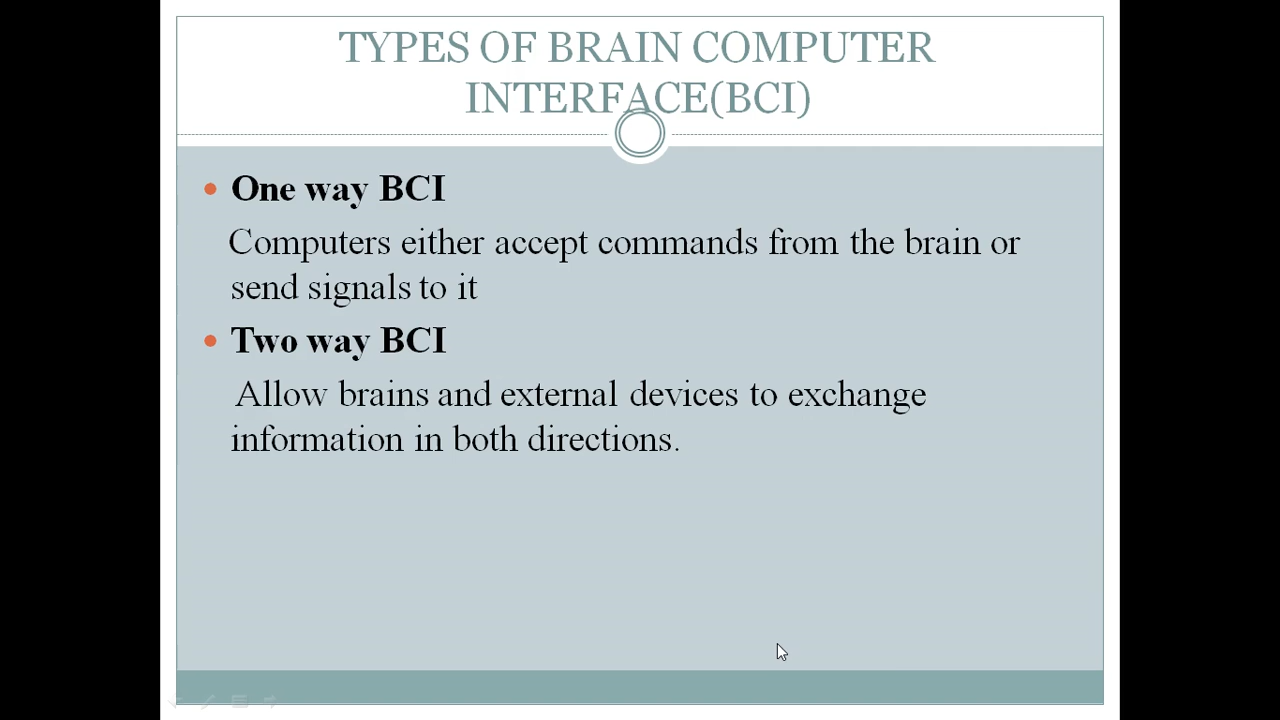 TYPES OF BRAIN COMPUTER
INTERFACE(BCI)
One way BCI
Computers either accept commands from the brain or
send signals to it
Two way BCI
Allow brains and external devices to exchange
information in both directions.